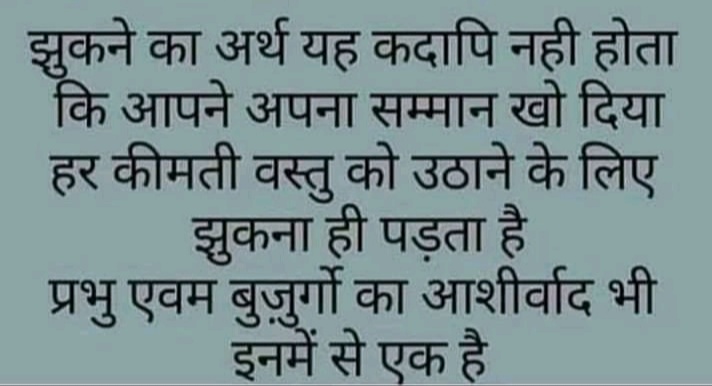 झुकने का अर्थ यह कदापि नही होता
कि आपने अपना सम्मान खो दिया
हर कीमती वस्तु को उठाने के लिए
झुकना ही पड़ता है
प्रभु एवम बुज़ुर्गो का आशीर्वाद भी
इनमें से एक है